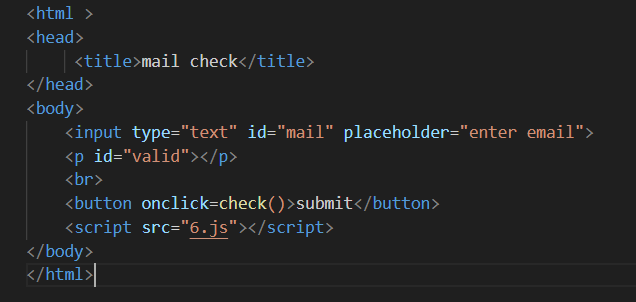 <html >
<head>
<title>mail check</title>
</head>
<body>
<input type="text" id="mail" placeholder="enter email">
<p id="valid"></p>
<br>
<button onclick=check()>submit</button>
<script src="6.js"></script>
</body>
</html>